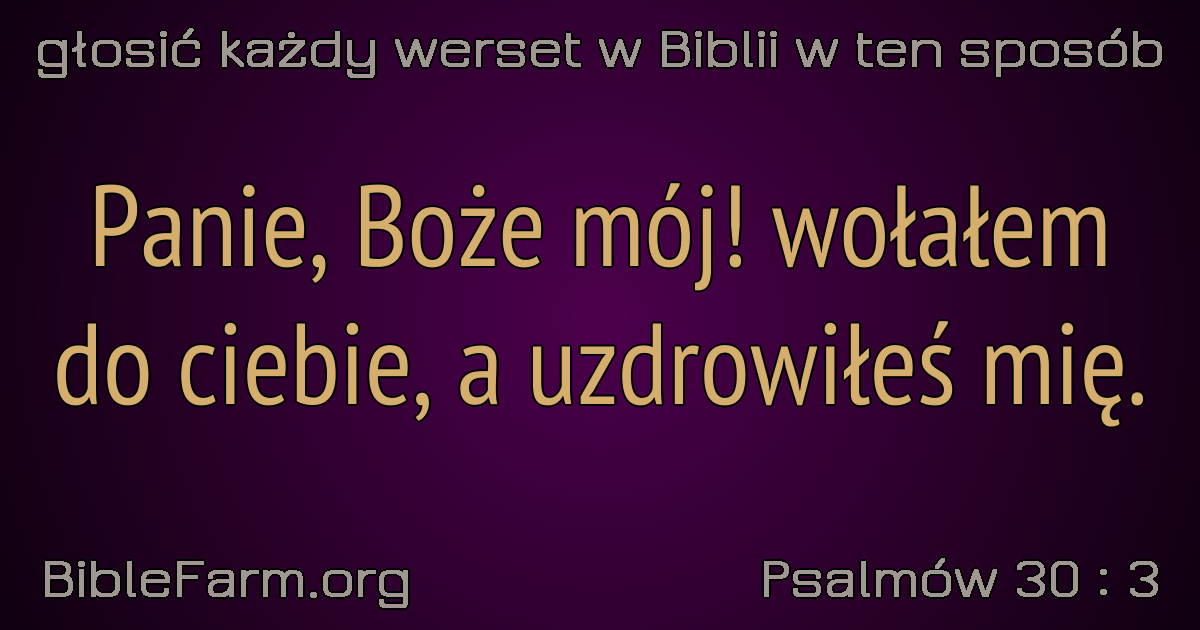 głosić każdy werset w Biblii w ten sposób
Panie, Boże mój! wołałem
do ciebie, a uzdrowiłeś mię.
BibleFarm.org
Psalmów 30 : 3